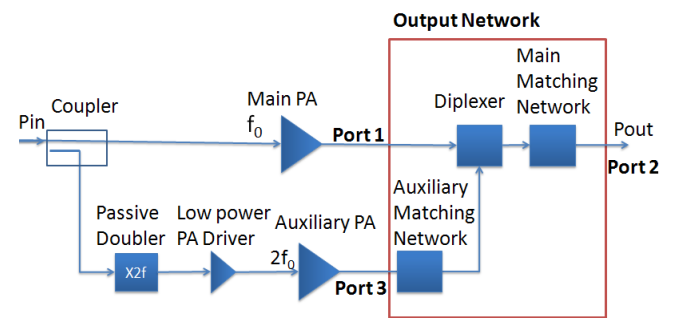 Output Network
Main
Matching
Network
Diplexer
Coupler
Pin
Main PA
f0
Port 1
Pout
Port 2
Auxiliary
Matching
Network
Passive
Doubler
Low power
PA Driver
Auxiliary PA
X2f
2f0
Port 3